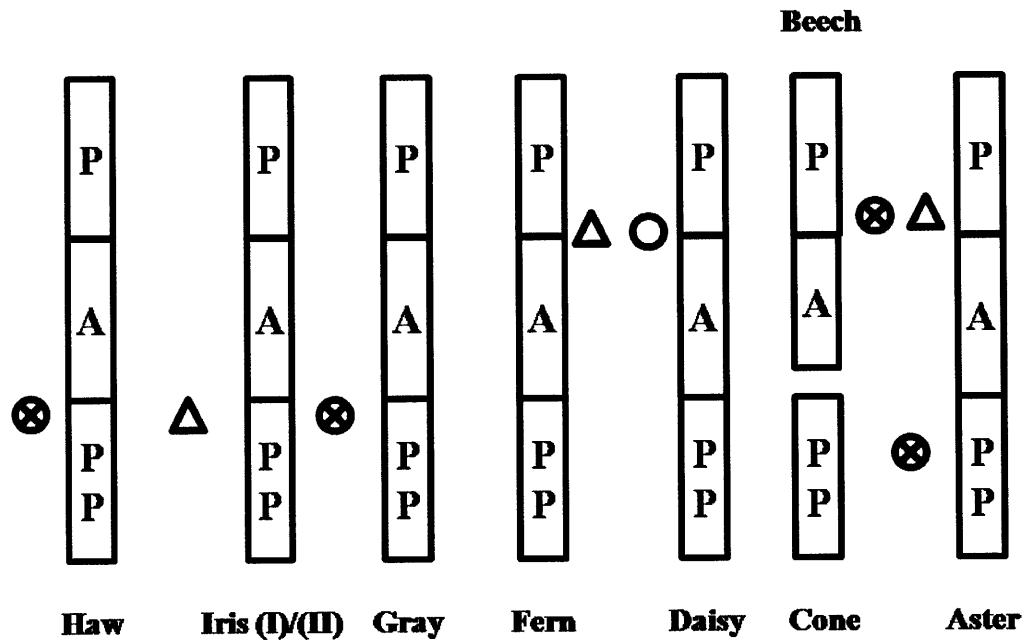 Beech
P P P P P P P
A A A A A A A
P P P P P P P
P P P P P P P
Haw Iris (I)/(II) Gray Fern Daisy Cone Aster